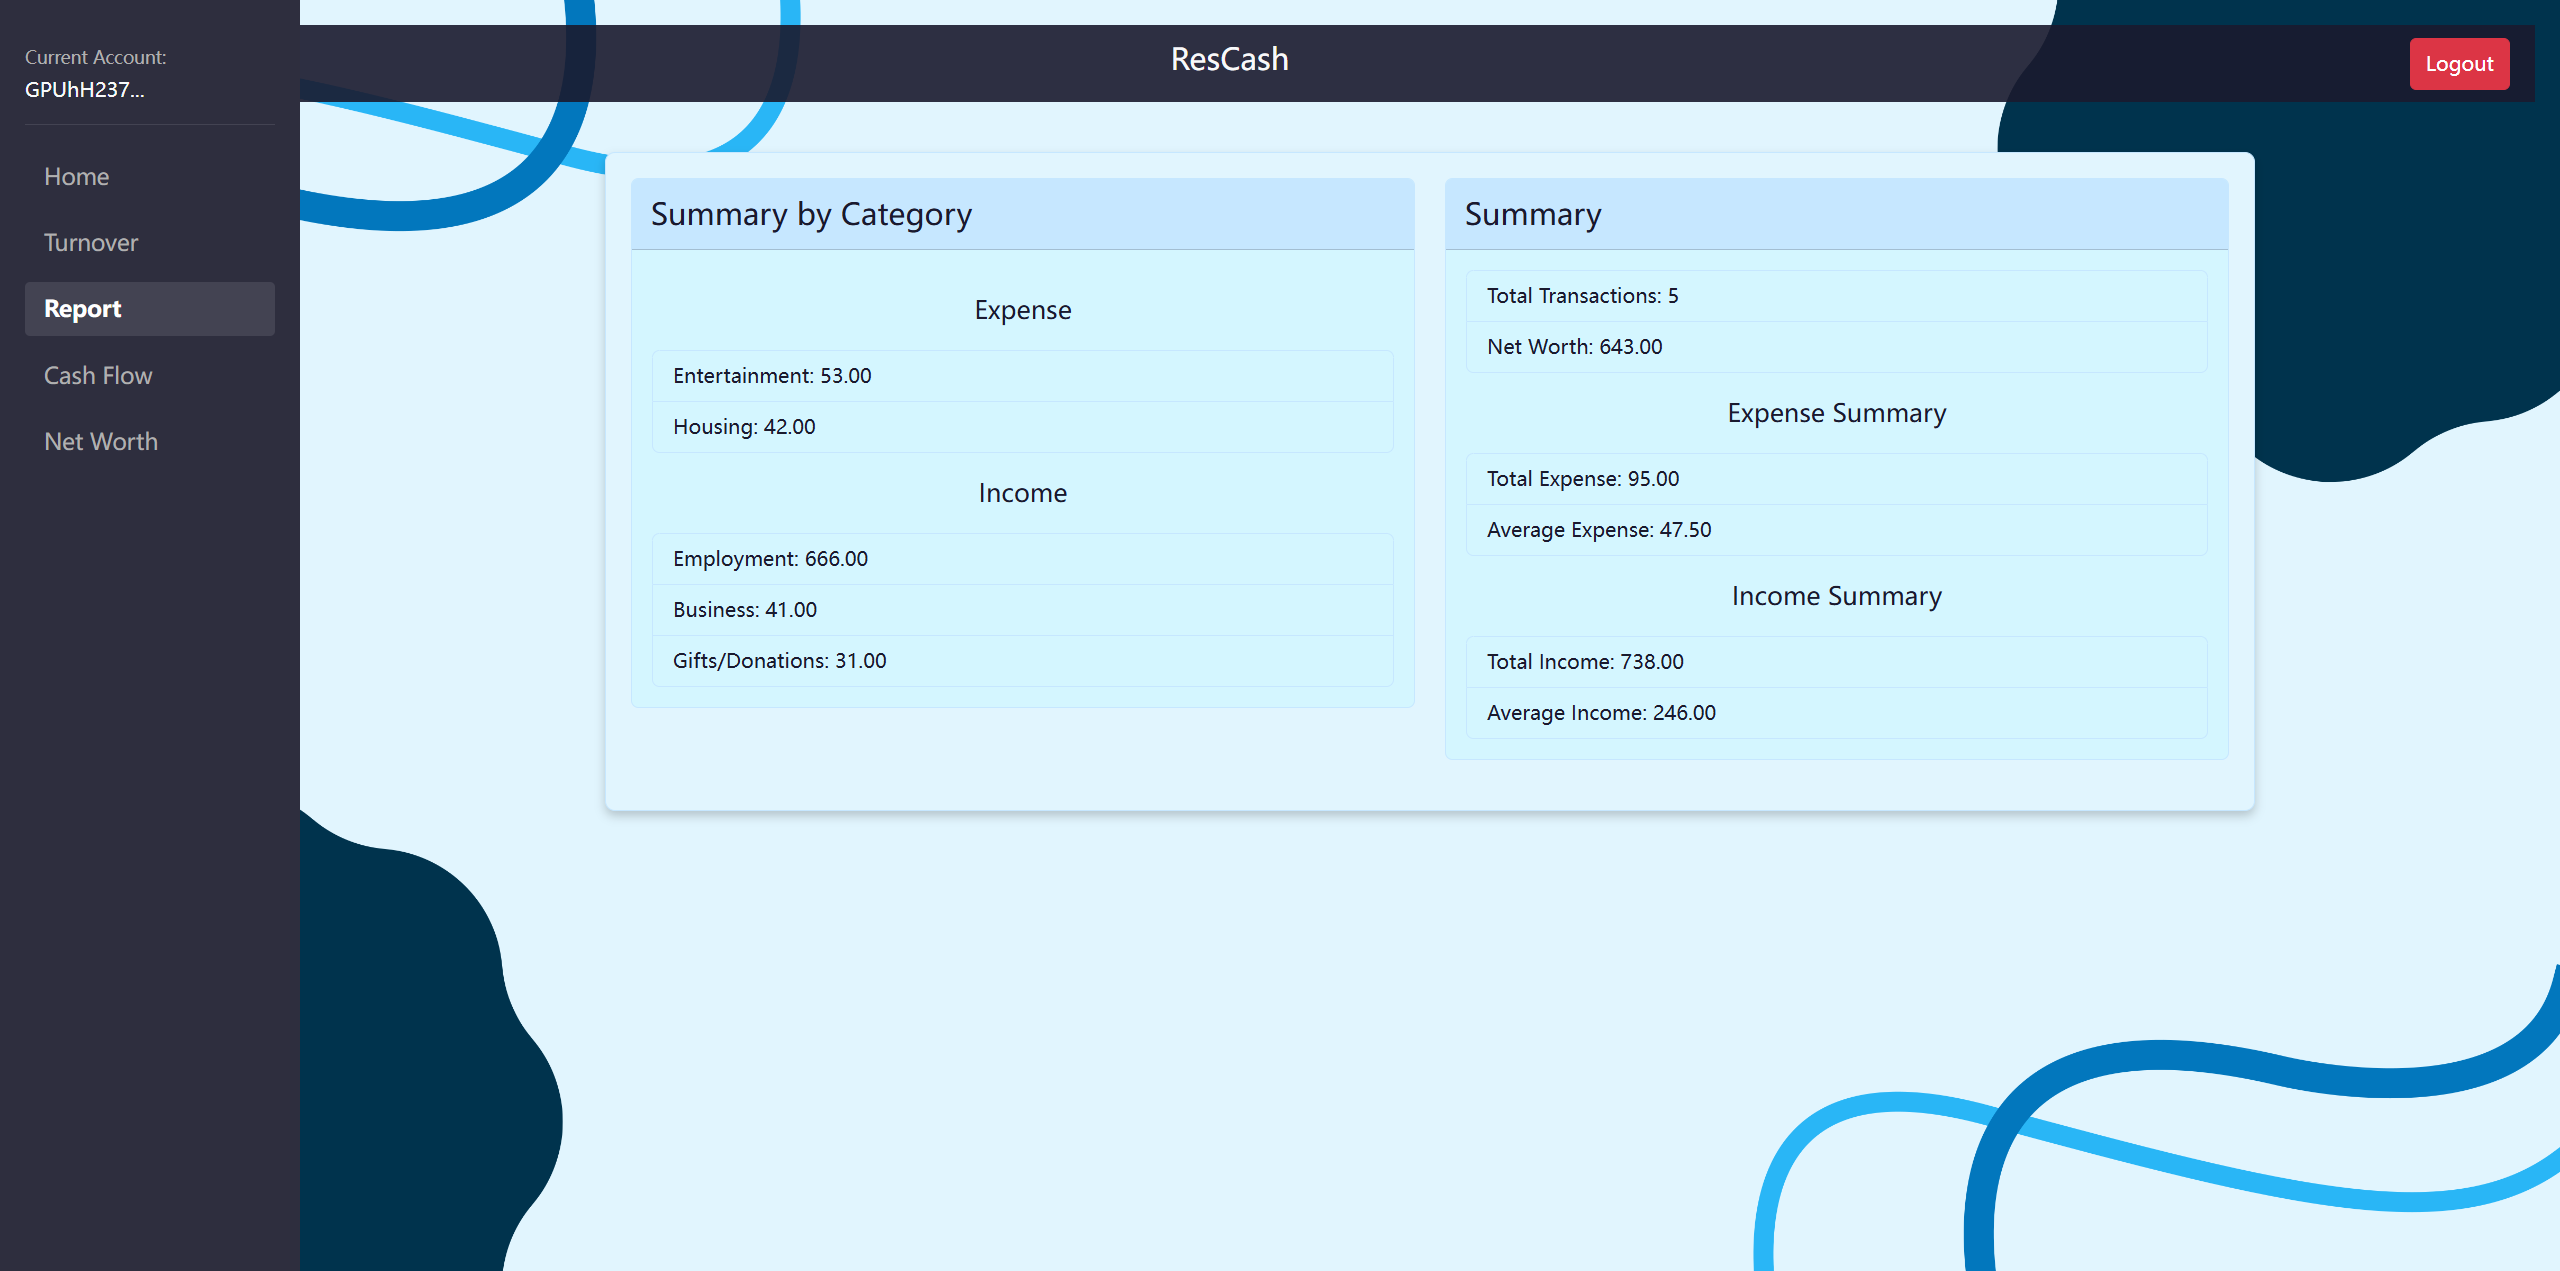 Current Account:
GPUhH237...
Home
Turnover
Report
Cash Flow
Net Worth
ResCash
Logout
Summary by Category
Expense
Entertainment: 53.00
Housing: 42.00
Income
Employment: 666.00
Business: 41.00
Gifts/Donations: 31.00
Summary
Total Transactions: 5
Net Worth: 643.00
Expense Summary
Total Expense: 95.00
Average Expense: 47.50
Income Summary
Total Income: 738.00
Average Income: 246.00